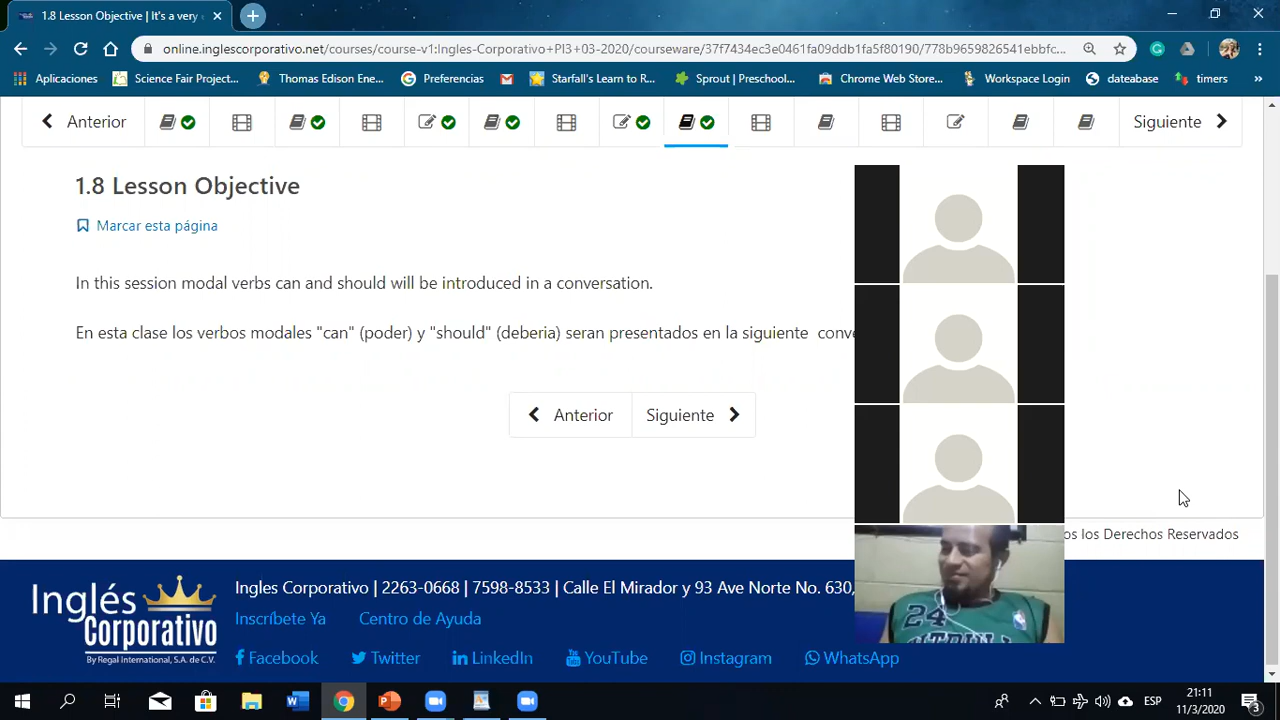 1.8 Lesson Objective | It's a very
online.inglescorporativo.net/courses/course-v1:Ingles-Corporativo+PI3+03-2020/courseware/37f7434ec3e0461fa09ddb1fa5f80190/778b9659826541ebbfc...
Aplicaciones Science Fair Project... Thomas Edison Ene... Preferencias Starfall's Learn to R... Sprout | Preschool... Chrome Web Store... Workspace Login dateabase timers »
Anterior Siguiente
1.8 Lesson Objective
Marcar esta página
In this session modal verbs can and should will be introduced in a conversation.
En esta clase los verbos modales "can" (poder) y "should" (deberia) seran presentados en la siguiente conve
Anterior Siguiente
os los Derechos Reservados
Inglés Corporativo
By Regal International, S.A. de C.V.
Ingles Corporativo | 2263-0668 | 7598-8533 | Calle El Mirador y 93 Ave Norte No. 630,
Inscríbete Ya Centro de Ayuda
Facebook Twitter LinkedIn YouTube Instagram WhatsApp
24
ESP
21:11
11/3/2020
3